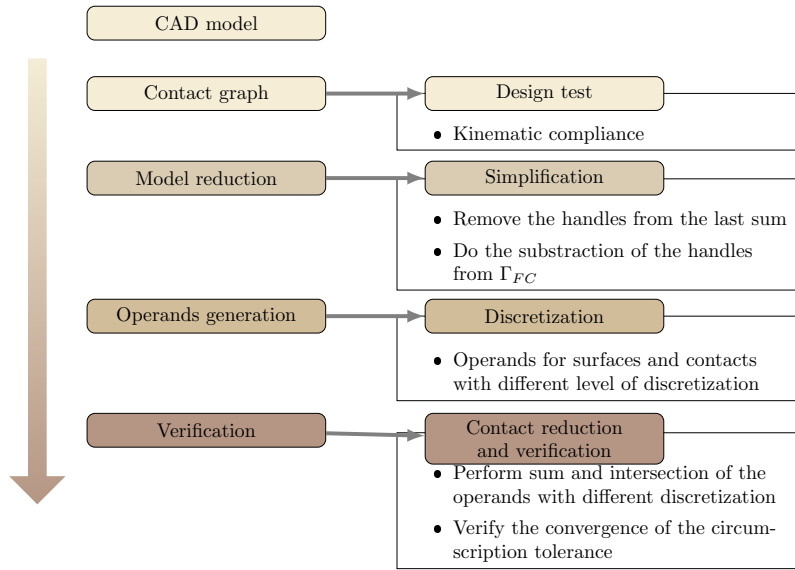 CAD model
Contact graph
Design test
• Kinematic compliance
Model reduction
Simplification
• Remove the handles from the last sum
• Do the substraction of the handles
from Γ_{FC}
Operands generation
Discretization
• Operands for surfaces and contacts
with different level of discretization
Verification
Contact reduction
and verification
• Perform sum and intersection of the
operands with different discretization
• Verify the convergence of the circum-
scription tolerance